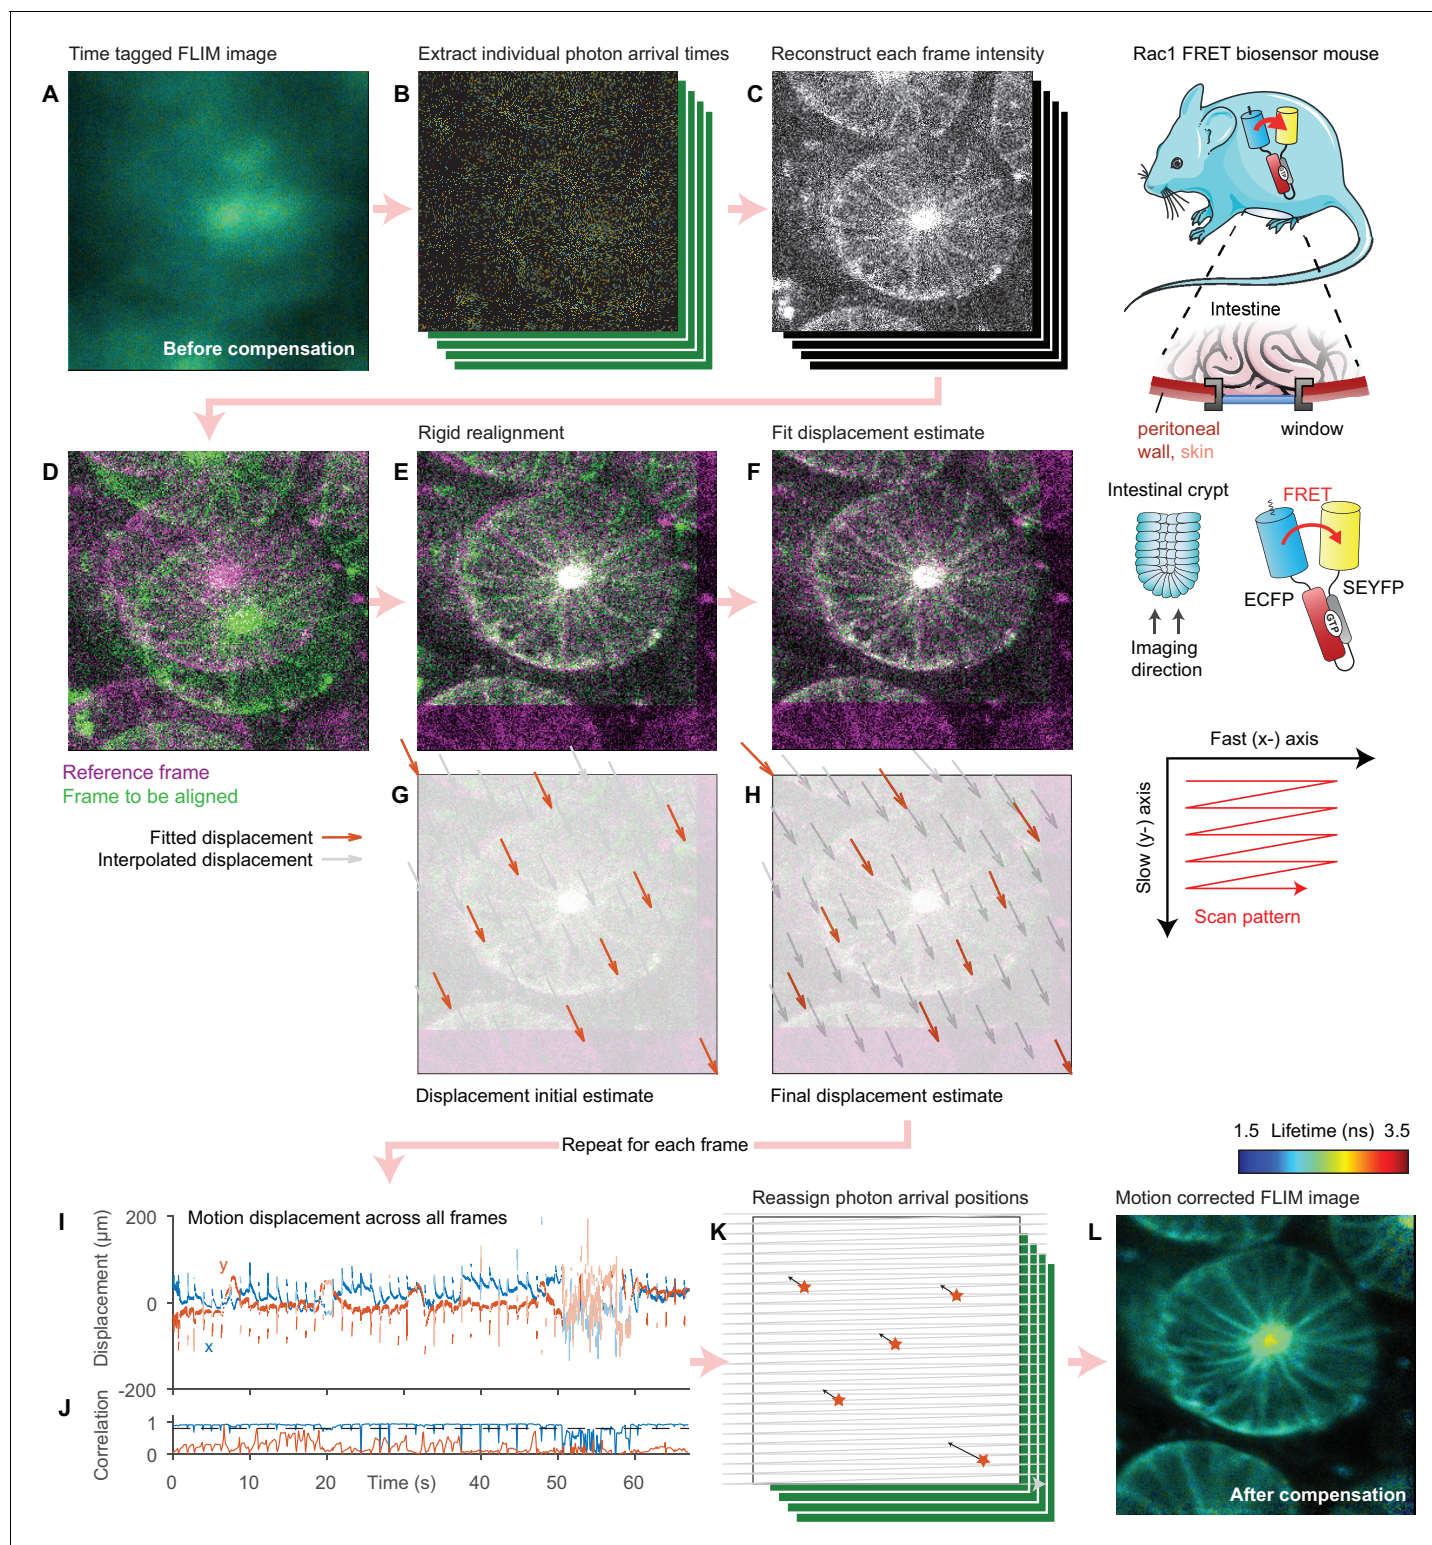 Time tagged FLIM image
Extract individual photon arrival times
Reconstruct each frame intensity
Rac1 FRET biosensor mouse
A
B
C
Before compensation
GTP
Intestine
peritoneal
wall, skin
window
Rigid realignment
Fit displacement estimate
D
E
F
Intestinal crypt
FRET
ECFP
SEYFP
GTP
Imaging
direction
Reference frame
Frame to be aligned
Fitted displacement
Interpolated displacement
G
H
Fast (x-) axis
Slow (y-) axis
Scan pattern
Displacement initial estimate
Final displacement estimate
Repeat for each frame
1.5 Lifetime (ns) 3.5
I
Motion displacement across all frames
Displacement (µm)
200
0
-200
y
x
J
Correlation
1
0
0 10 20 30 40 50 60
Time (s)
Reassign photon arrival positions
K
Motion corrected FLIM image
L
After compensation